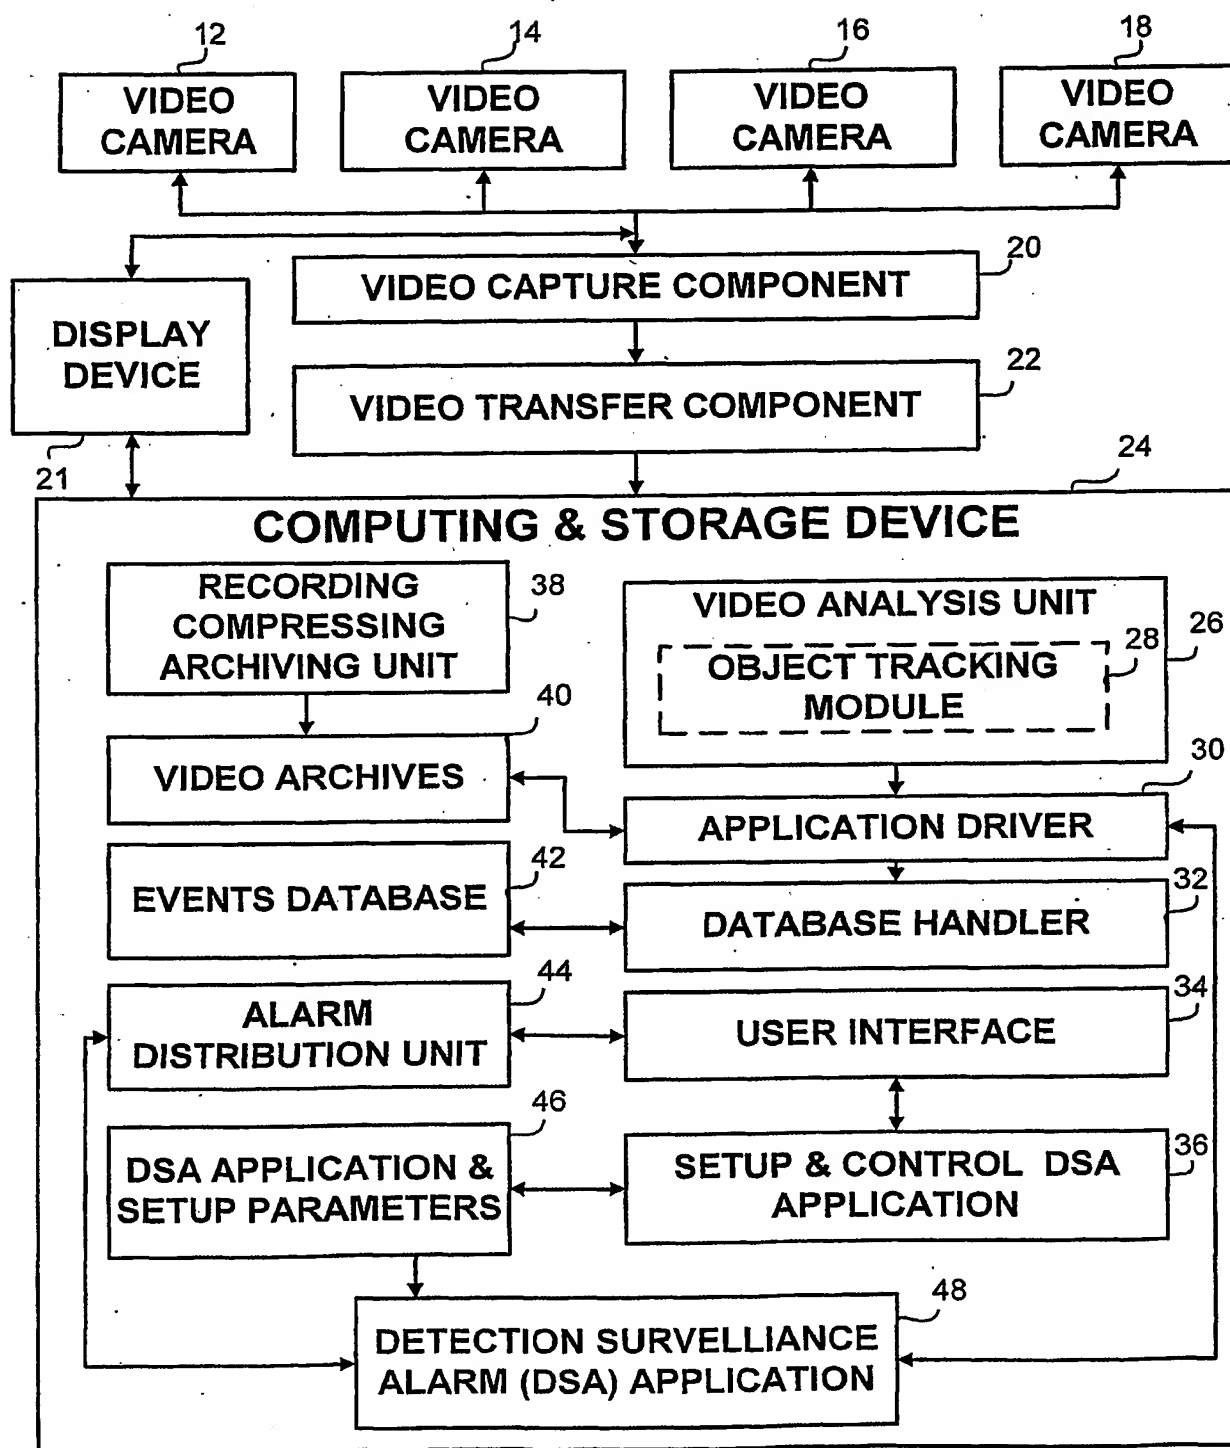 12
14
16
18
VIDEO
CAMERA
VIDEO
CAMERA
VIDEO
CAMERA
VIDEO
CAMERA
20
VIDEO CAPTURE COMPONENT
DISPLAY
DEVICE
22
VIDEO TRANSFER COMPONENT
21
24
COMPUTING & STORAGE DEVICE
RECORDING
COMPRESSING
ARCHIVING UNIT
38
VIDEO ANALYSIS UNIT
26
28
OBJECT TRACKING
MODULE
40
VIDEO ARCHIVES
30
APPLICATION DRIVER
42
EVENTS DATABASE
32
DATABASE HANDLER
44
ALARM
DISTRIBUTION UNIT
34
USER INTERFACE
46
DSA APPLICATION &
SETUP PARAMETERS
36
SETUP & CONTROL DSA
APPLICATION
48
DETECTION SURVELLIANCE
ALARM (DSA) APPLICATION